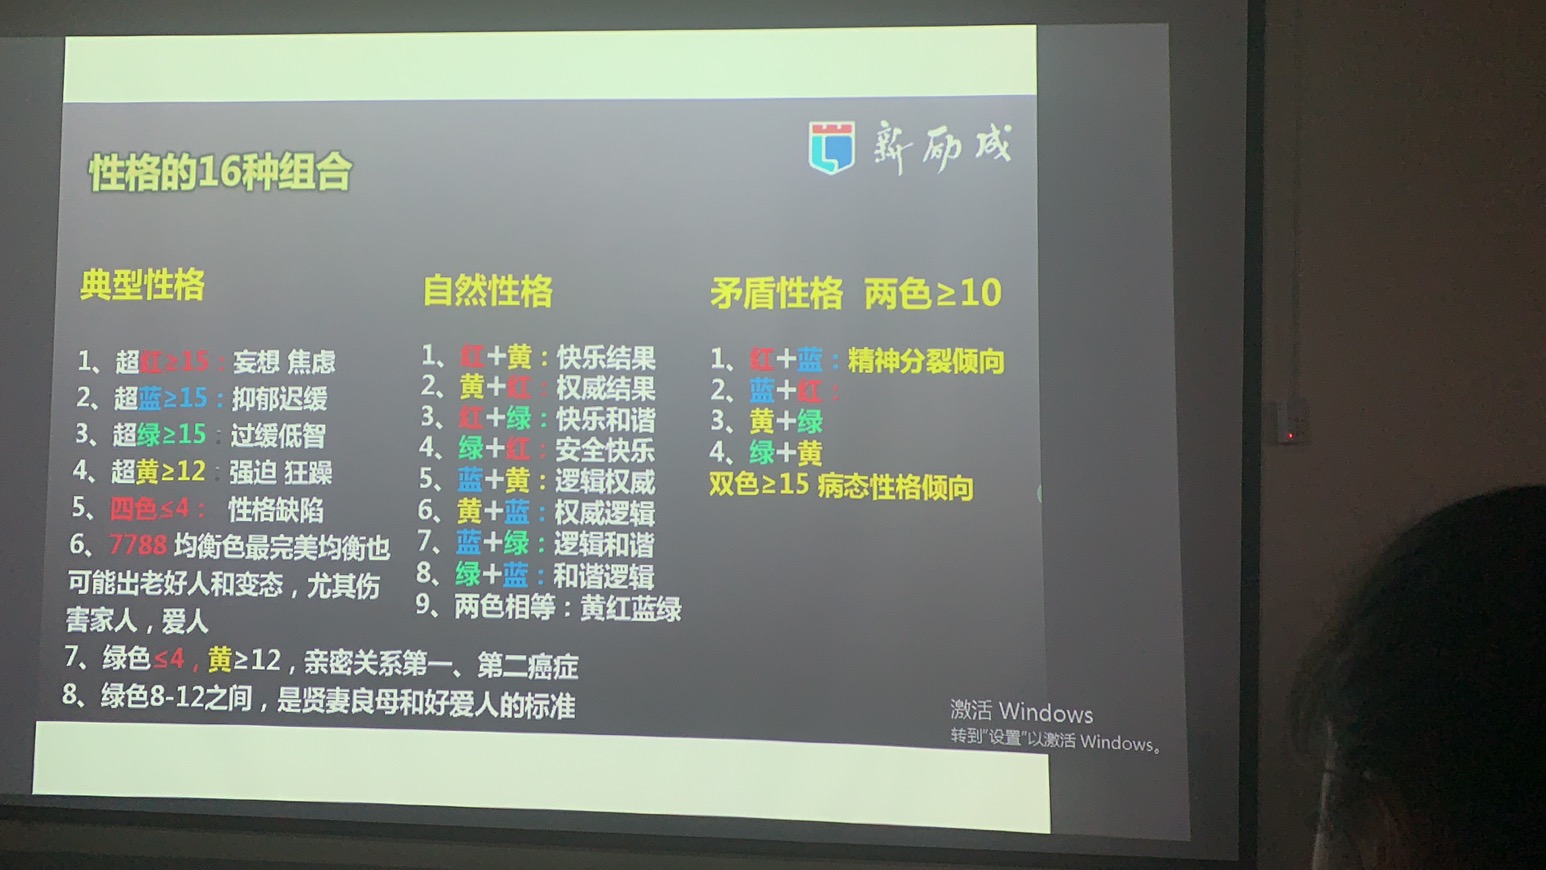 新励成
性格的16种组合
典型性格
1、超红≥15：妄想 焦虑
2、超蓝≥15：抑郁迟缓
3、超绿≥15：过缓低智
4、超黄≥12：强迫 狂躁
5、四色≤4： 性格缺陷
6、7788 均衡色最完美均衡也
可能出老好人和变态，尤其伤
害家人，爱人
7、绿色≤4，黄≥12，亲密关系第一、第二癌症
8、绿色8-12之间，是贤妻良母和好爱人的标准
自然性格
1、红+黄：快乐结果
2、黄+红：权威结果
3、红+绿：快乐和谐
4、绿+红：安全快乐
5、蓝+黄：逻辑权威
6、黄+蓝：权威逻辑
7、蓝+绿：逻辑和谐
8、绿+蓝：和谐逻辑
9、两色相等：黄红蓝绿
矛盾性格 两色≥10
1、红+蓝：精神分裂倾向
2、蓝+红：
3、黄+绿
4、绿+黄
双色≥15 病态性格倾向
激活 Windows
转到"设置"以激活 Windows。